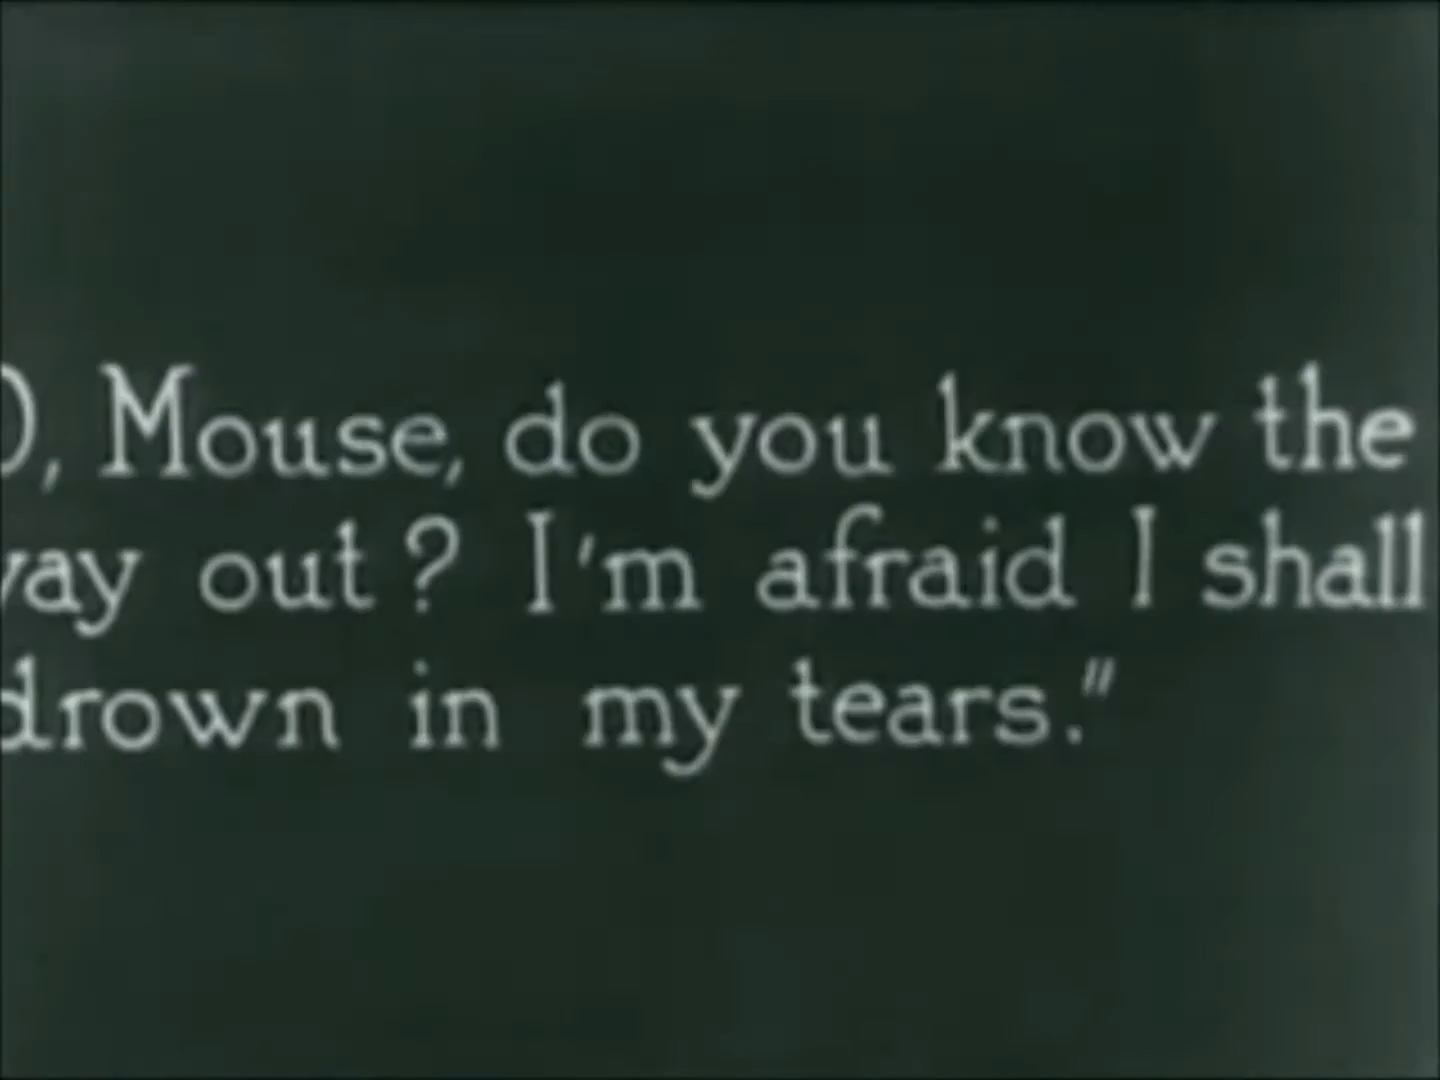 O, Mouse, do you know the
way out? I'm afraid I shall
drown in my tears."